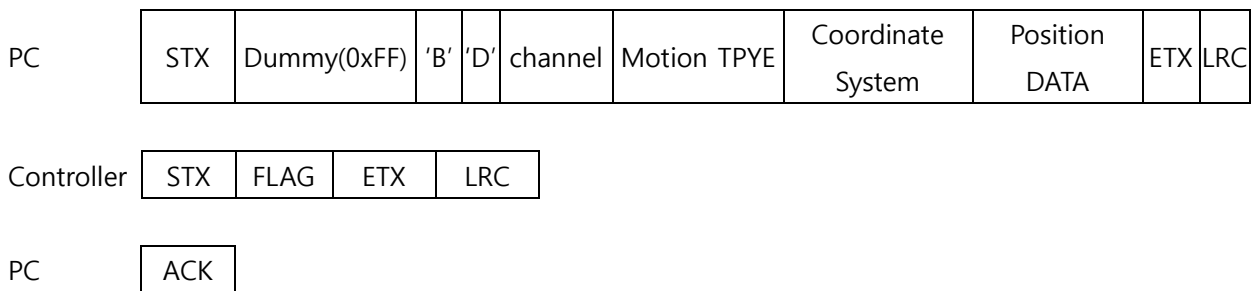 PC STX Dummy(0xFF) 'B' 'D' channel Motion TPYE Coordinate System Position DATA ETX LRC
Controller STX FLAG ETX LRC
PC ACK